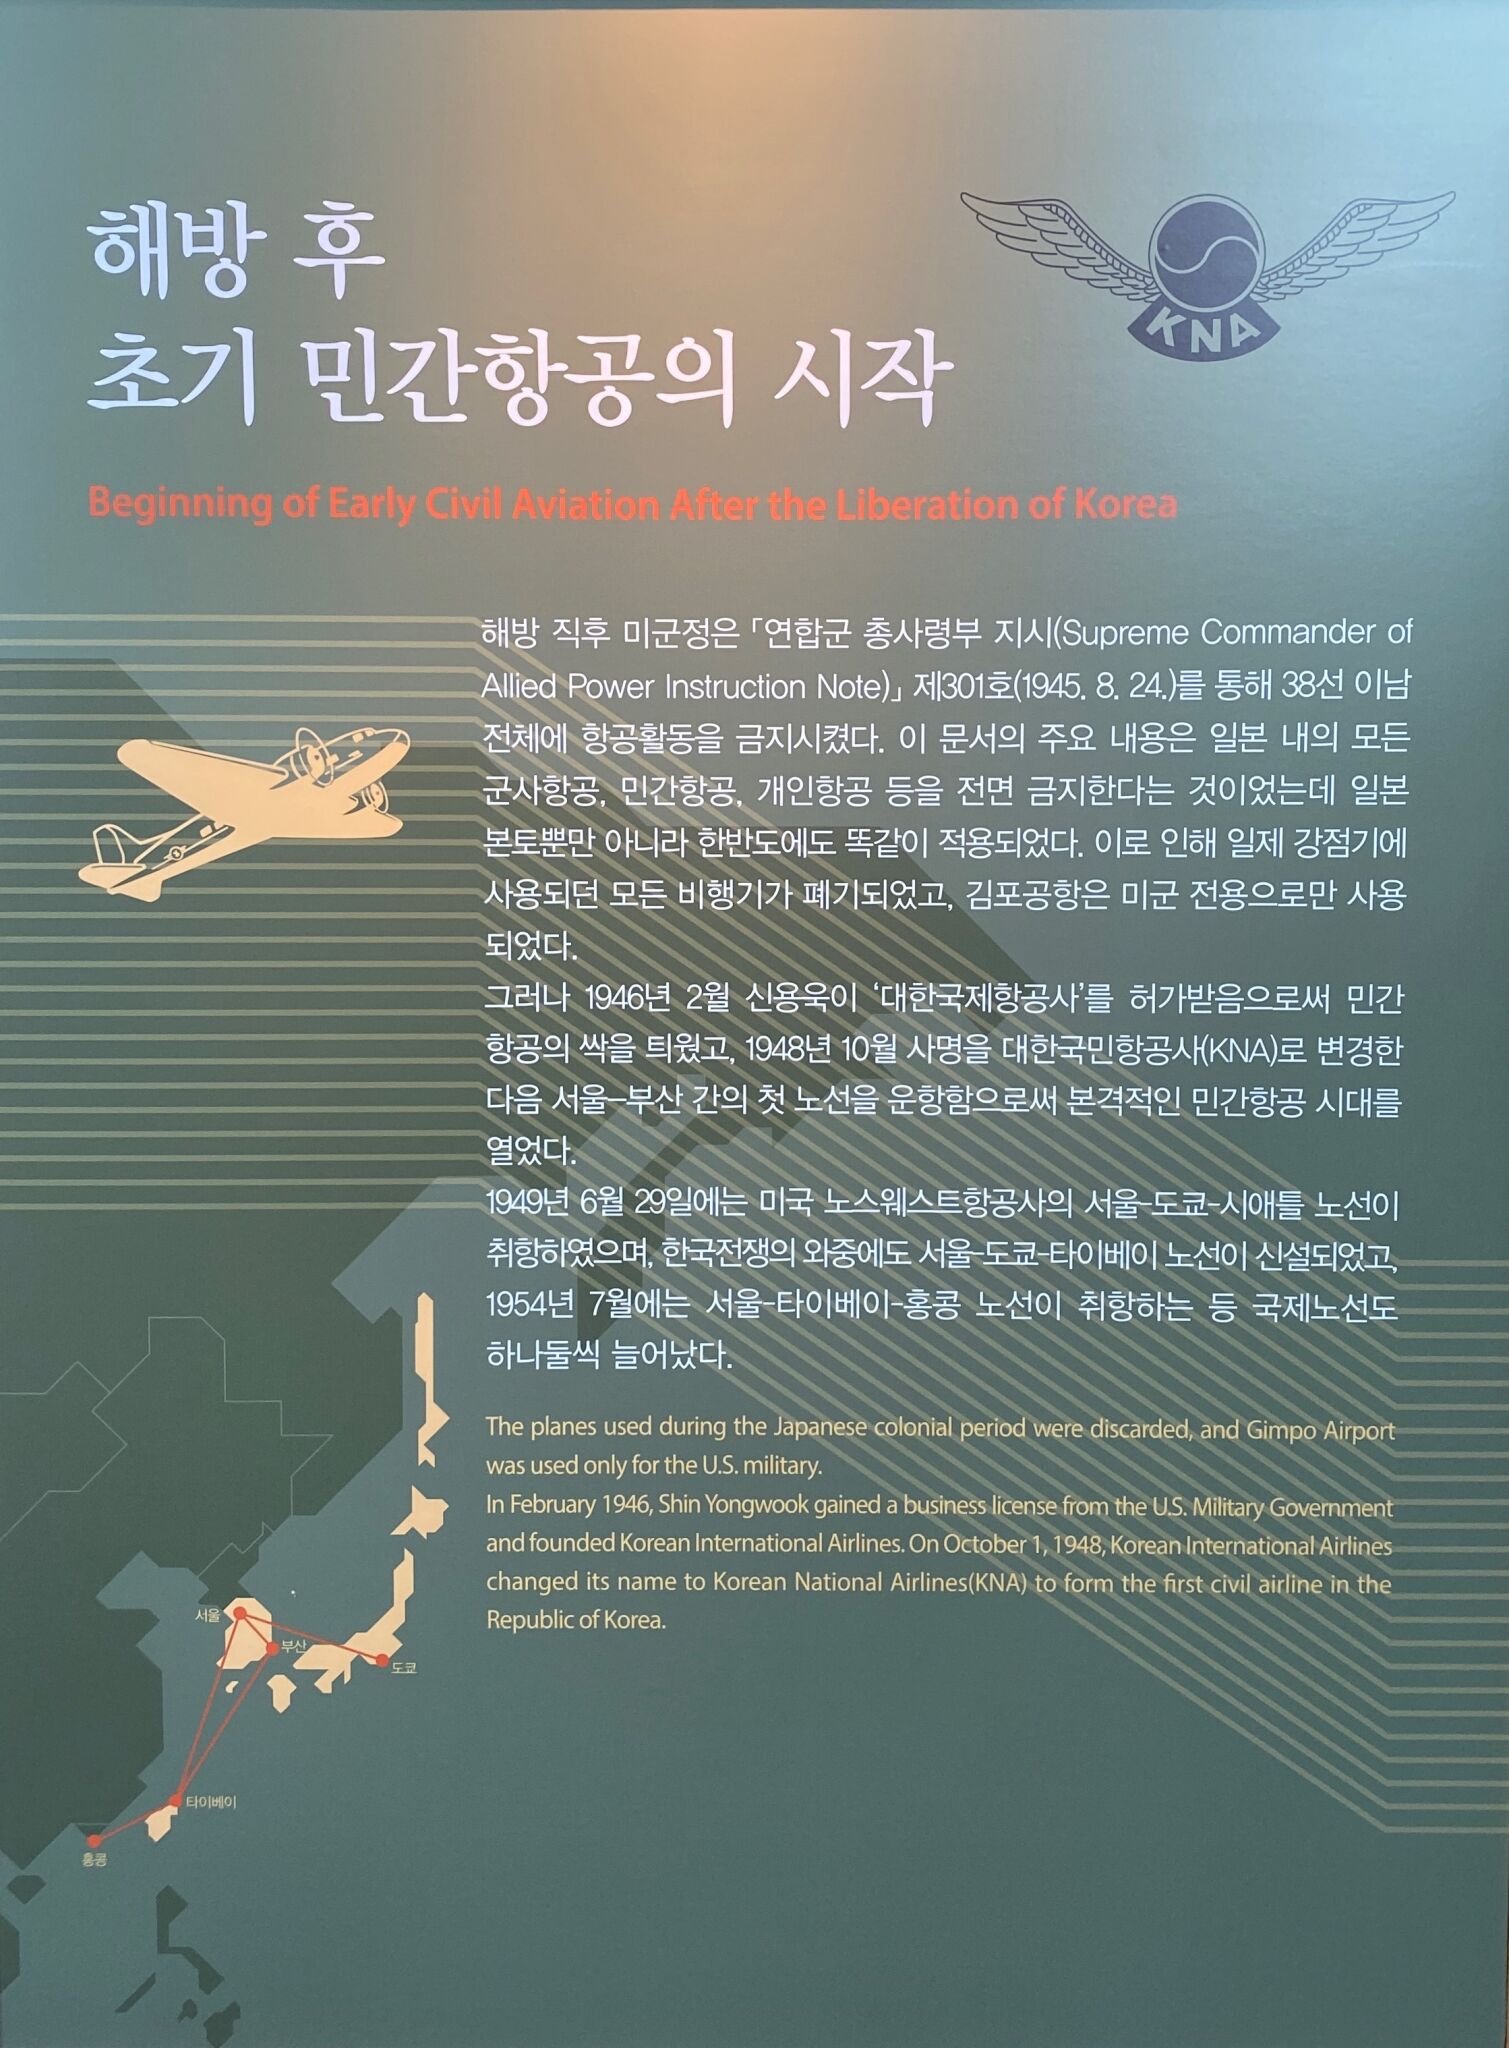 해방 후
초기 민간항공의 시작
KNA
Beginning of Early Civil Aviation After the Liberation of Korea
해방 직후 미군정은 「연합군 총사령부 지시(Supreme Commander of
Allied Power Instruction Note)」 제301호(1945. 8. 24.)를 통해 38선 이남
전체에 항공활동을 금지시켰다. 이 문서의 주요 내용은 일본 내의 모든
군사항공, 민간항공, 개인항공 등을 전면 금지한다는 것이었는데 일본
본토뿐만 아니라 한반도에도 똑같이 적용되었다. 이로 인해 일제 강점기에
사용되던 모든 비행기가 폐기되었고, 김포공항은 미군 전용으로만 사용
되었다.
그러나 1946년 2월 신용욱이 ‘대한국제항공사’를 허가받음으로써 민간
항공의 싹을 틔웠고, 1948년 10월 사명을 대한국민항공사(KNA)로 변경한
다음 서울–부산 간의 첫 노선을 운항함으로써 본격적인 민간항공 시대를
열었다.
1949년 6월 29일에는 미국 노스웨스트항공사의 서울-도쿄-시애틀 노선이
취항하였으며, 한국전쟁의 와중에도 서울-도쿄-타이베이 노선이 신설되었고,
1954년 7월에는 서울-타이베이-홍콩 노선이 취항하는 등 국제노선도
하나둘씩 늘어났다.
The planes used during the Japanese colonial period were discarded, and Gimpo Airport
was used only for the U.S. military.
In February 1946, Shin Yongwook gained a business license from the U.S. Military Government
and founded Korean International Airlines. On October 1, 1948, Korean International Airlines
changed its name to Korean National Airlines(KNA) to form the first civil airline in the
Republic of Korea.
서울
부산
도쿄
타이베이
홍콩